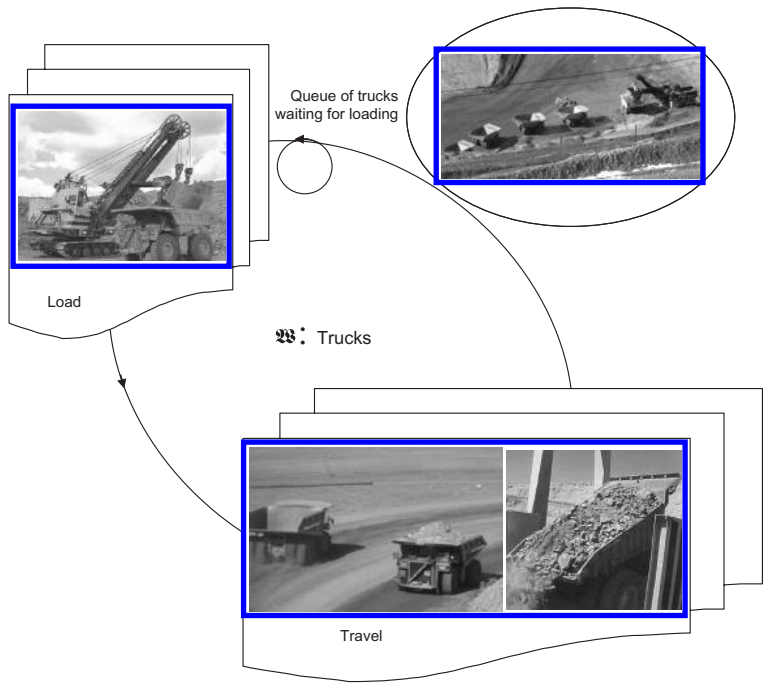 Queue of trucks
waiting for loading
Load
𝖂: Trucks
Travel